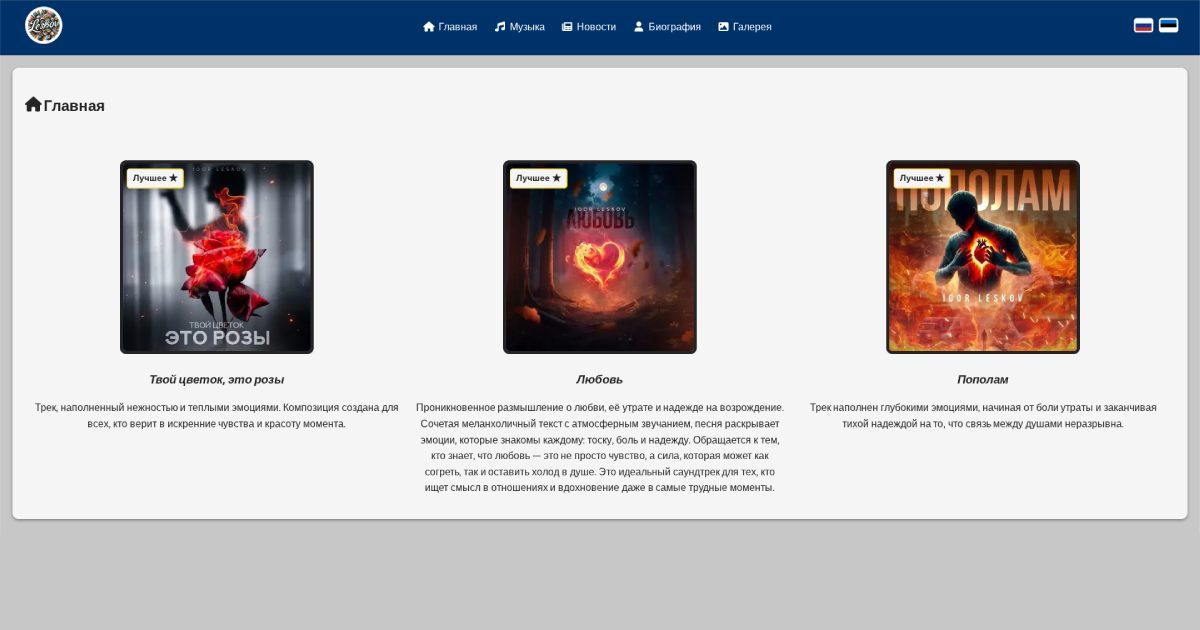 Leskov
Главная
Музыка
Новости
Биография
Галерея
Главная
Лучшее ★
IGOR LESKOV
ТВОЙ ЦВЕТОК
ЭТО РОЗЫ
Твой цветок, это розы
Трек, наполненный нежностью и теплыми эмоциями. Композиция создана для
всех, кто верит в искренние чувства и красоту момента.
Лучшее ★
IGOR LESKOV
ЛЮБОВЬ
Любовь
Проникновенное размышление о любви, её утрате и надежде на возрождение.
Сочетая меланхоличный текст с атмосферным звучанием, песня раскрывает
эмоции, которые знакомы каждому: тоску, боль и надежду. Обращается к тем,
кто знает, что любовь — это не просто чувство, а сила, которая может как
согреть, так и оставить холод в душе. Это идеальный саундтрек для тех, кто
ищет смысл в отношениях и вдохновение даже в самые трудные моменты.
Лучшее ★
ПОПОЛАМ
IGOR LESKOV
Пополам
Трек наполнен глубокими эмоциями, начиная от боли утраты и заканчивая
тихой надеждой на то, что связь между душами неразрывна.